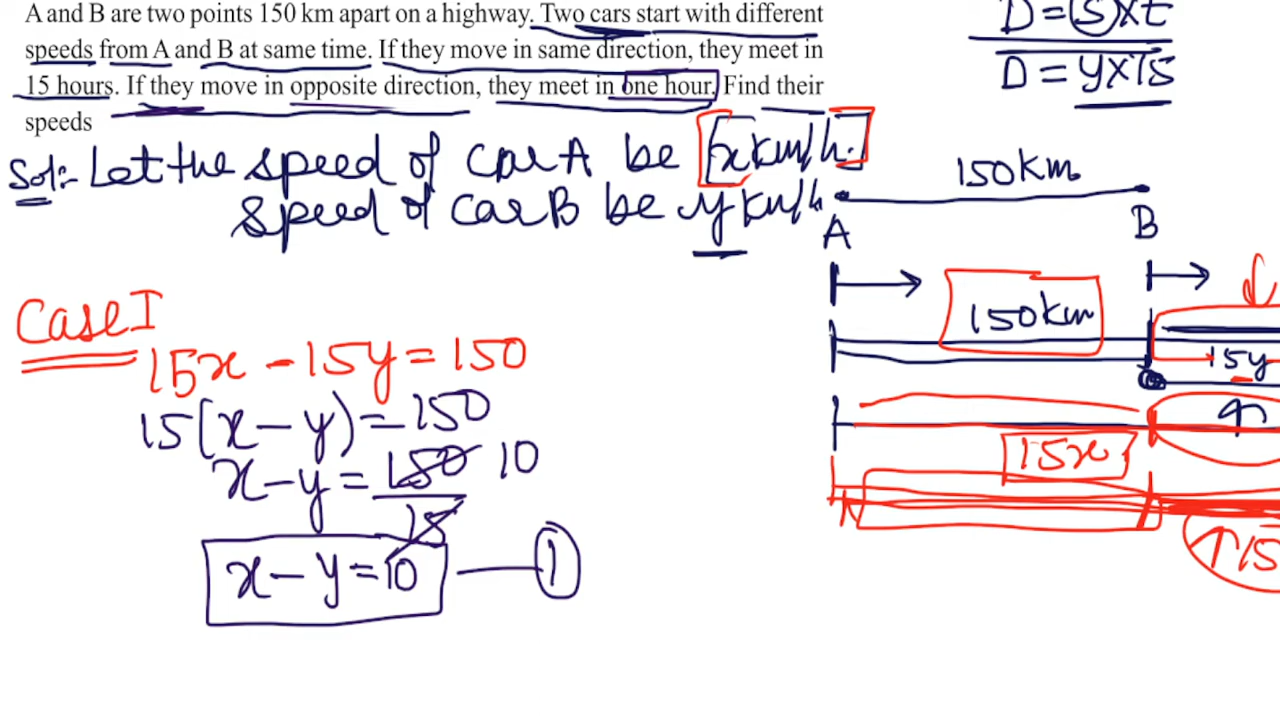 A and B are two points 150 km apart on a highway. Two cars start with different
speeds from A and B at same time. If they move in same direction, they meet in
15 hours. If they move in opposite direction, they meet in one hour. Find their
speeds
D = S × t
D = y × 15
Sol:- Let the speed of car A be x km/h.
speed of car B be y km/h
150 km
A B
Case I
150 km
d
15x - 15y = 150
15y
15(x - y) = 150
15x
x - y = 150 10
15
15
x - y = 10 ①